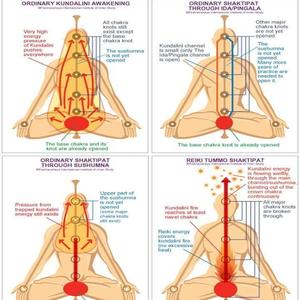 ORDINARY KUNDALINI AWAKENING
Very high
energy
pressure
of Kundalini
pushes
everywhere
All chakra
knots still
exist except
the base
chakra knot
The sushumna
is not yet
opened
The base chakra and its
knot are already opened
ORDINARY SHAKTIPAT
THROUGH IDA/PINGALA
Kundalini channel
is small (only The
Ida/Pingala channel
is open)
Other major
chakra knots
are not yet
opened
The
sushumna is
not yet opened
Many more
years of
practice are
needed to
open it
The base chakra knot is already opened
ORDINARY SHAKTIPAT
THROUGH SUSHUMNA
Upper part of
the sushumna
is not yet
opened
(some major
chakra knots
still exist)
Pressure from
trapped kundalini
energy still exists
Kundalini fire
reaches at least
navel chakra
Reiki energy
covers
kundalini fire
(no excessive
heat)
REIKI TUMMO SHAKTIPAT
Kundalini energy
is flowing swiftly
through the
main channel/
sushumna,
bursting out of
the crown chakra
continuously
All major
chakra knots
are broken
through